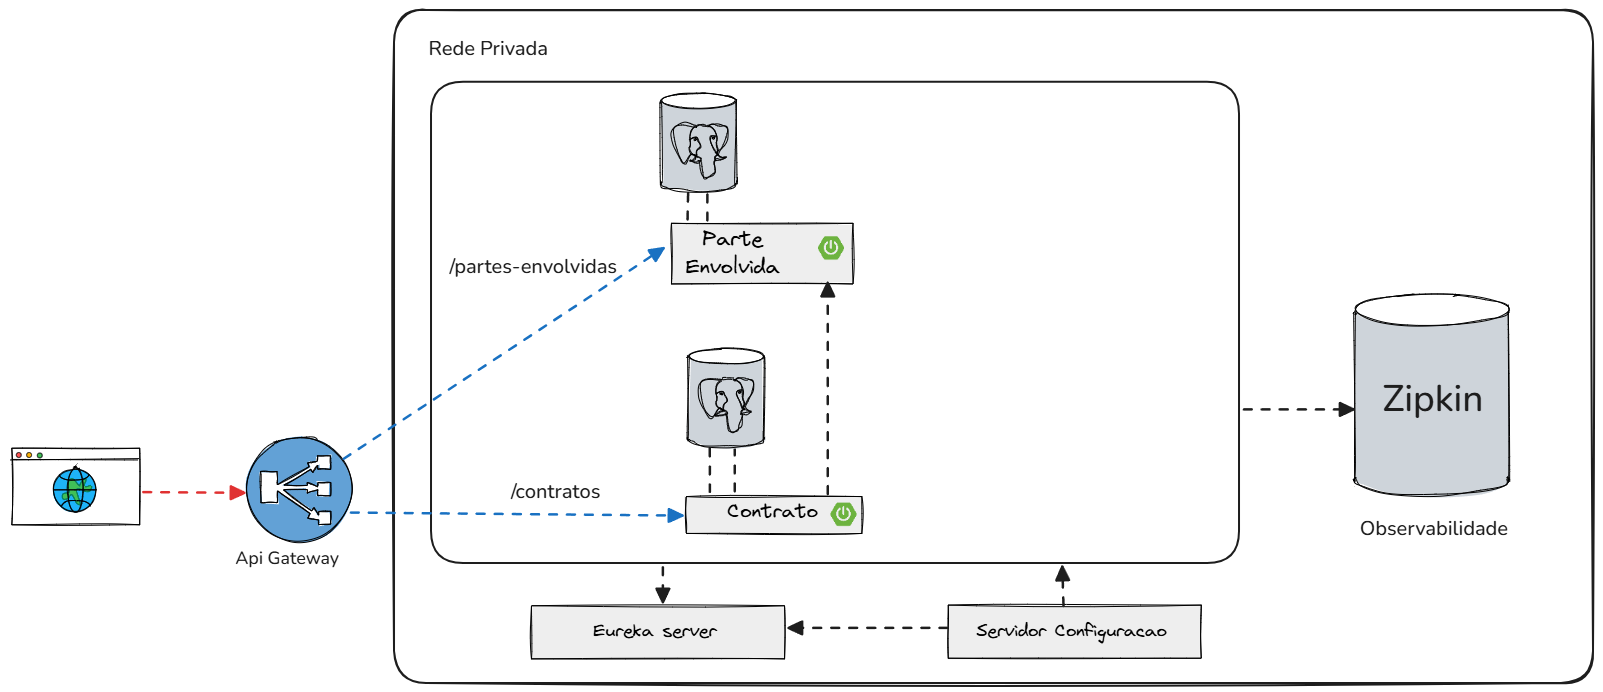 Rede Privada
Parte
Envolvida
/partes-envolvidas
Zipkin
/contratos
Contrato
Observabilidade
Api Gateway
Eureka server
Servidor Configuracao